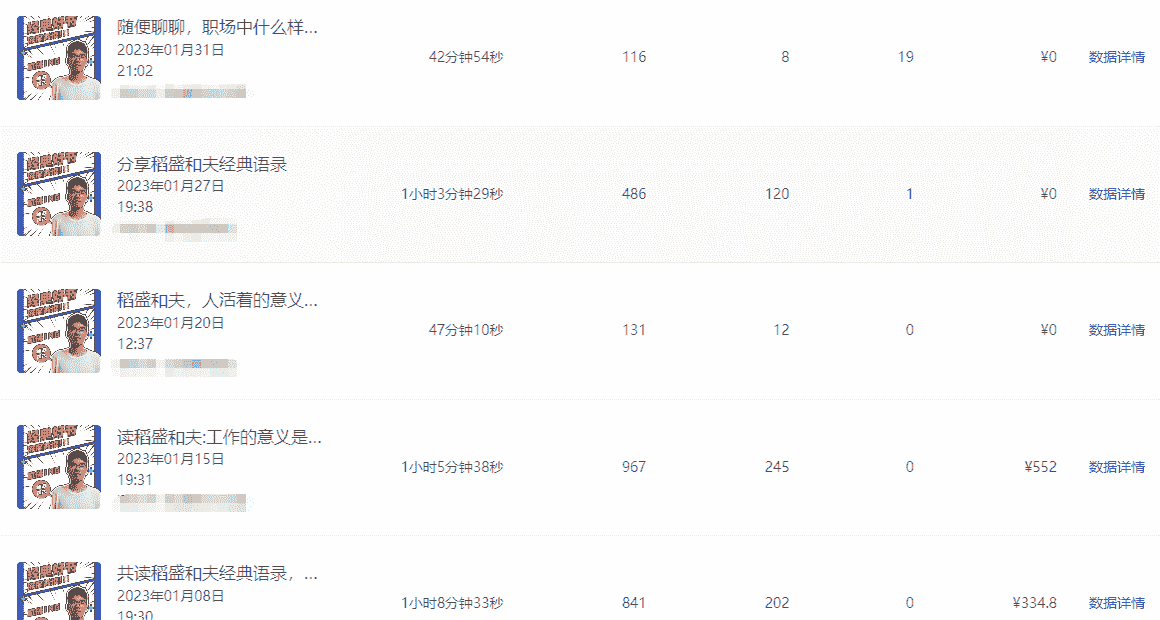 随便聊聊，职场中什么样...
2023年01月31日
21:02
42分钟54秒
116
8
19
¥0
数据详情
分享稻盛和夫经典语录
2023年01月27日
19:38
1小时3分钟29秒
486
120
1
¥0
数据详情
稻盛和夫，人活着的意义...
2023年01月20日
12:37
47分钟10秒
131
12
0
¥0
数据详情
读稻盛和夫:工作的意义是...
2023年01月15日
19:31
1小时5分钟38秒
967
245
0
¥552
数据详情
共读稻盛和夫经典语录，...
2023年01月08日
19:30
1小时8分钟33秒
841
202
0
¥334.8
数据详情